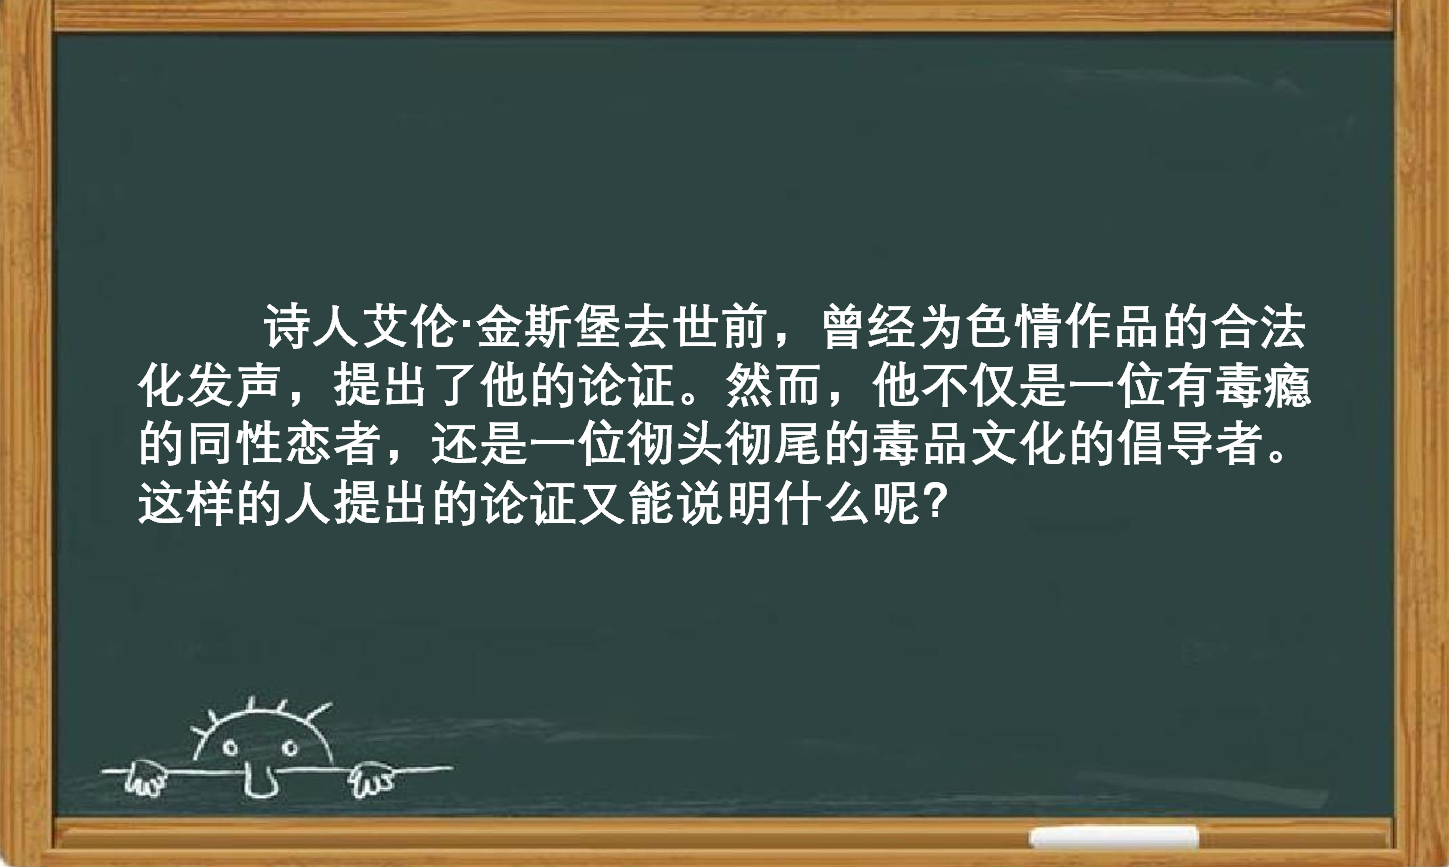 诗人艾伦·金斯堡去世前，曾经为色情作品的合法
化发声，提出了他的论证。然而，他不仅是一位有毒瘾
的同性恋者，还是一位彻头彻尾的毒品文化的倡导者。
这样的人提出的论证又能说明什么呢？